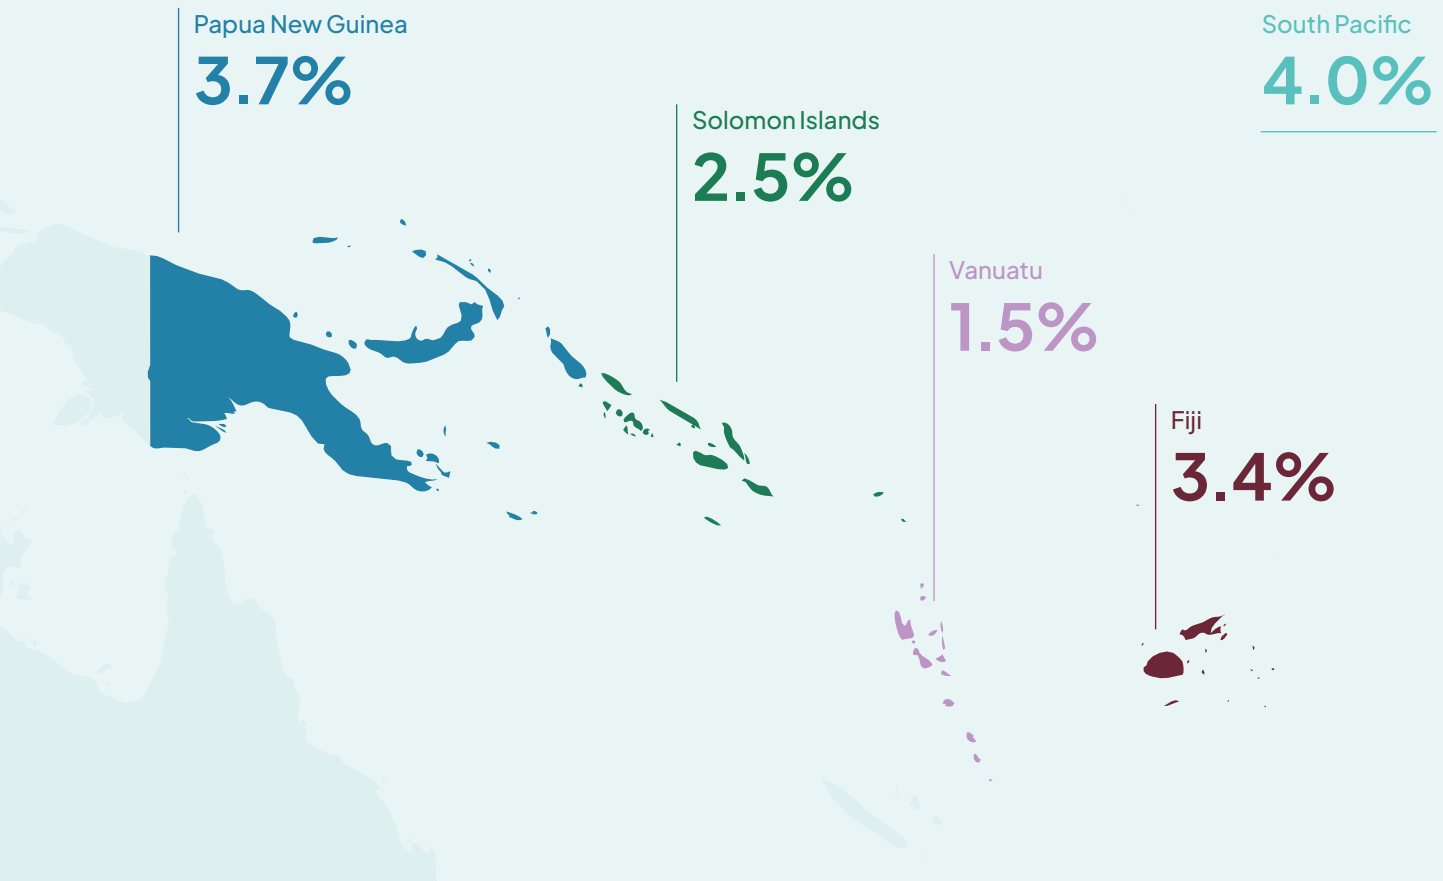 Papua New Guinea
3.7%
South Pacific
4.0%
Solomon Islands
2.5%
Vanuatu
1.5%
Fiji
3.4%